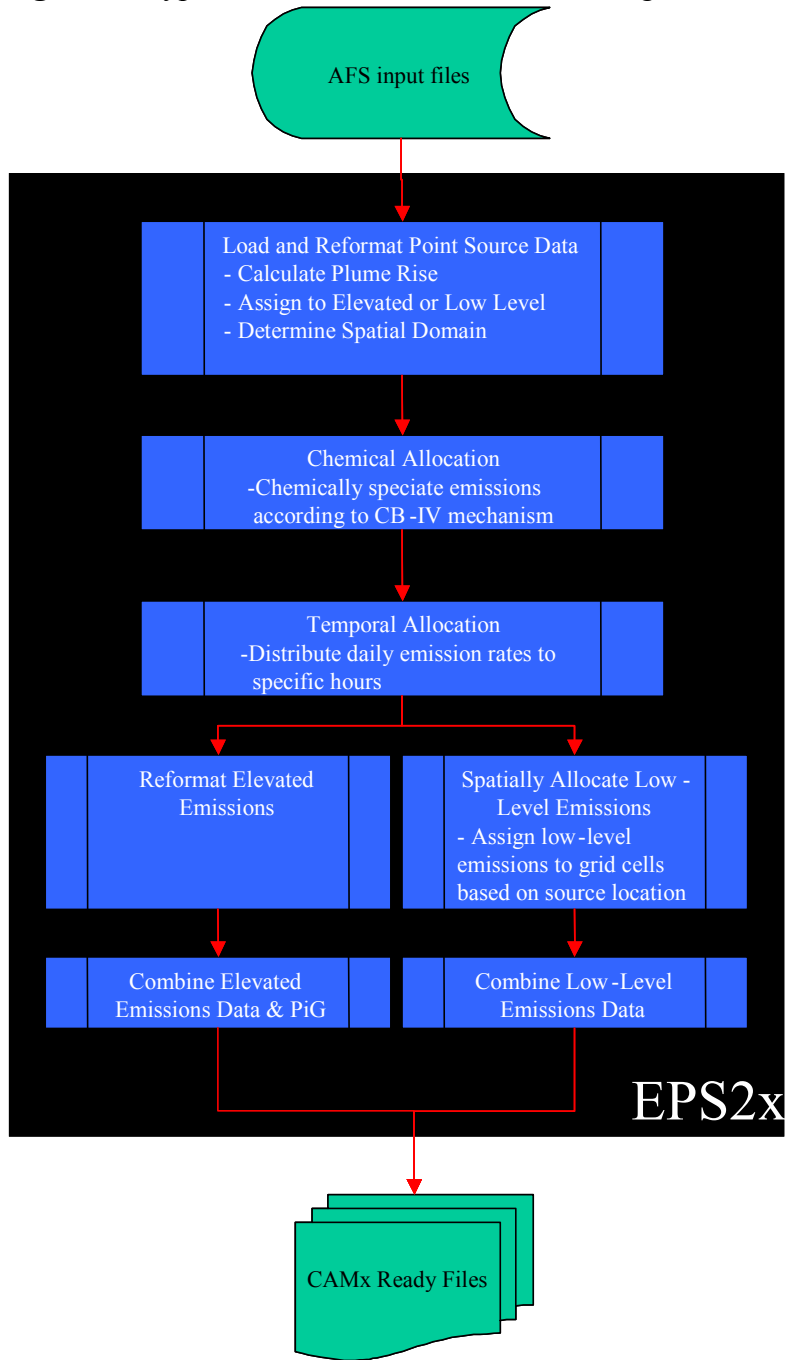 AFS input files
Load and Reformat Point Source Data
- Calculate Plume Rise
- Assign to Elevated or Low Level
- Determine Spatial Domain
Chemical Allocation
-Chemically speciate emissions
according to CB-IV mechanism
Temporal Allocation
-Distribute daily emission rates to
specific hours
Reformat Elevated
Emissions
Spatially Allocate Low-
Level Emissions
- Assign low-level
emissions to grid cells
based on source location
Combine Elevated
Emissions Data & PiG
Combine Low-Level
Emissions Data
EPS2x
CAMx Ready Files